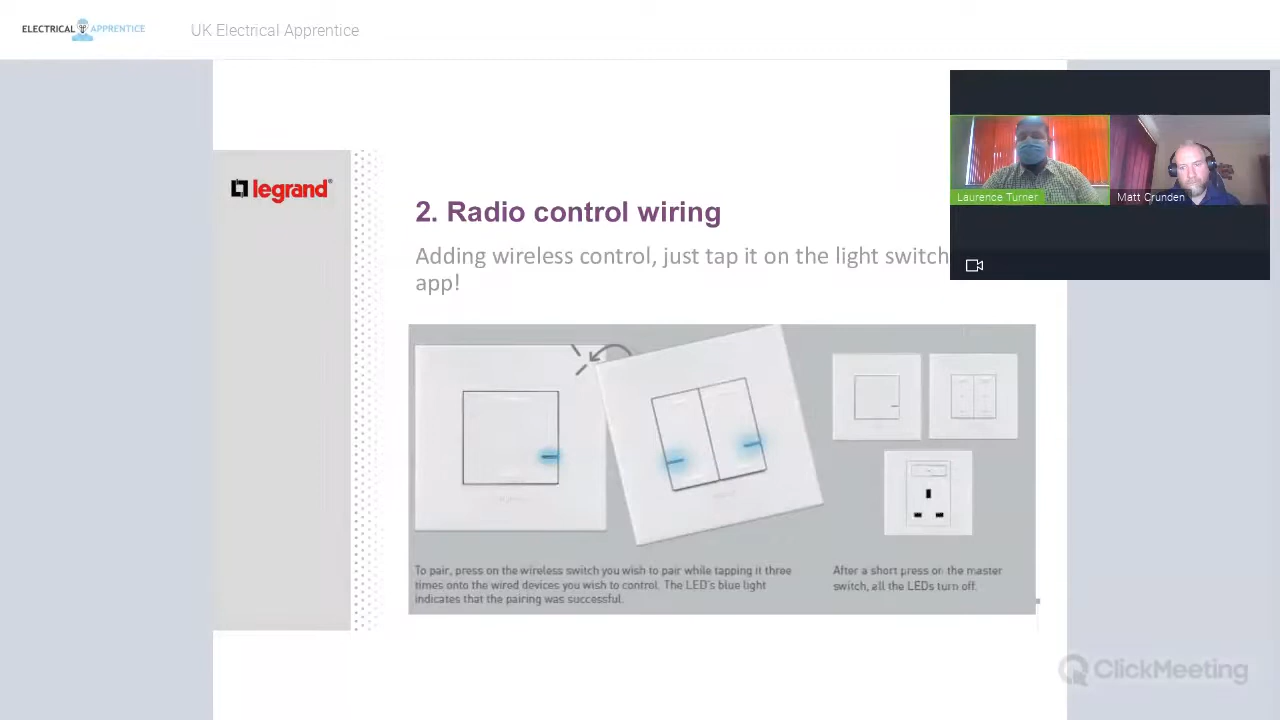 ELECTRICAL APPRENTICE
UK Electrical Apprentice
legrand®
2. Radio control wiring
Adding wireless control, just tap it on the light switch
app!
Laurence Turner
Matt Crunden
To pair, press on the wireless switch you wish to pair while tapping it three
times onto the wired devices you wish to control. The LED's blue light
indicates that the pairing was successful.
After a short press on the master
switch, all the LEDs turn off.
ClickMeeting